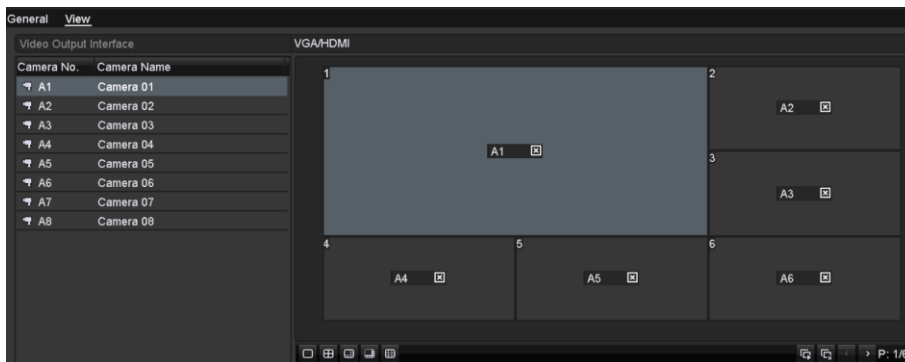 General View
Video Output Interface VGA/HDMI
Camera No. Camera Name
A1 Camera 01
A2 Camera 02
A3 Camera 03
A4 Camera 04
A5 Camera 05
A6 Camera 06
A7 Camera 07
A8 Camera 08
1
A1
2
A2
3
A3
4
A4
5
A5
6
A6